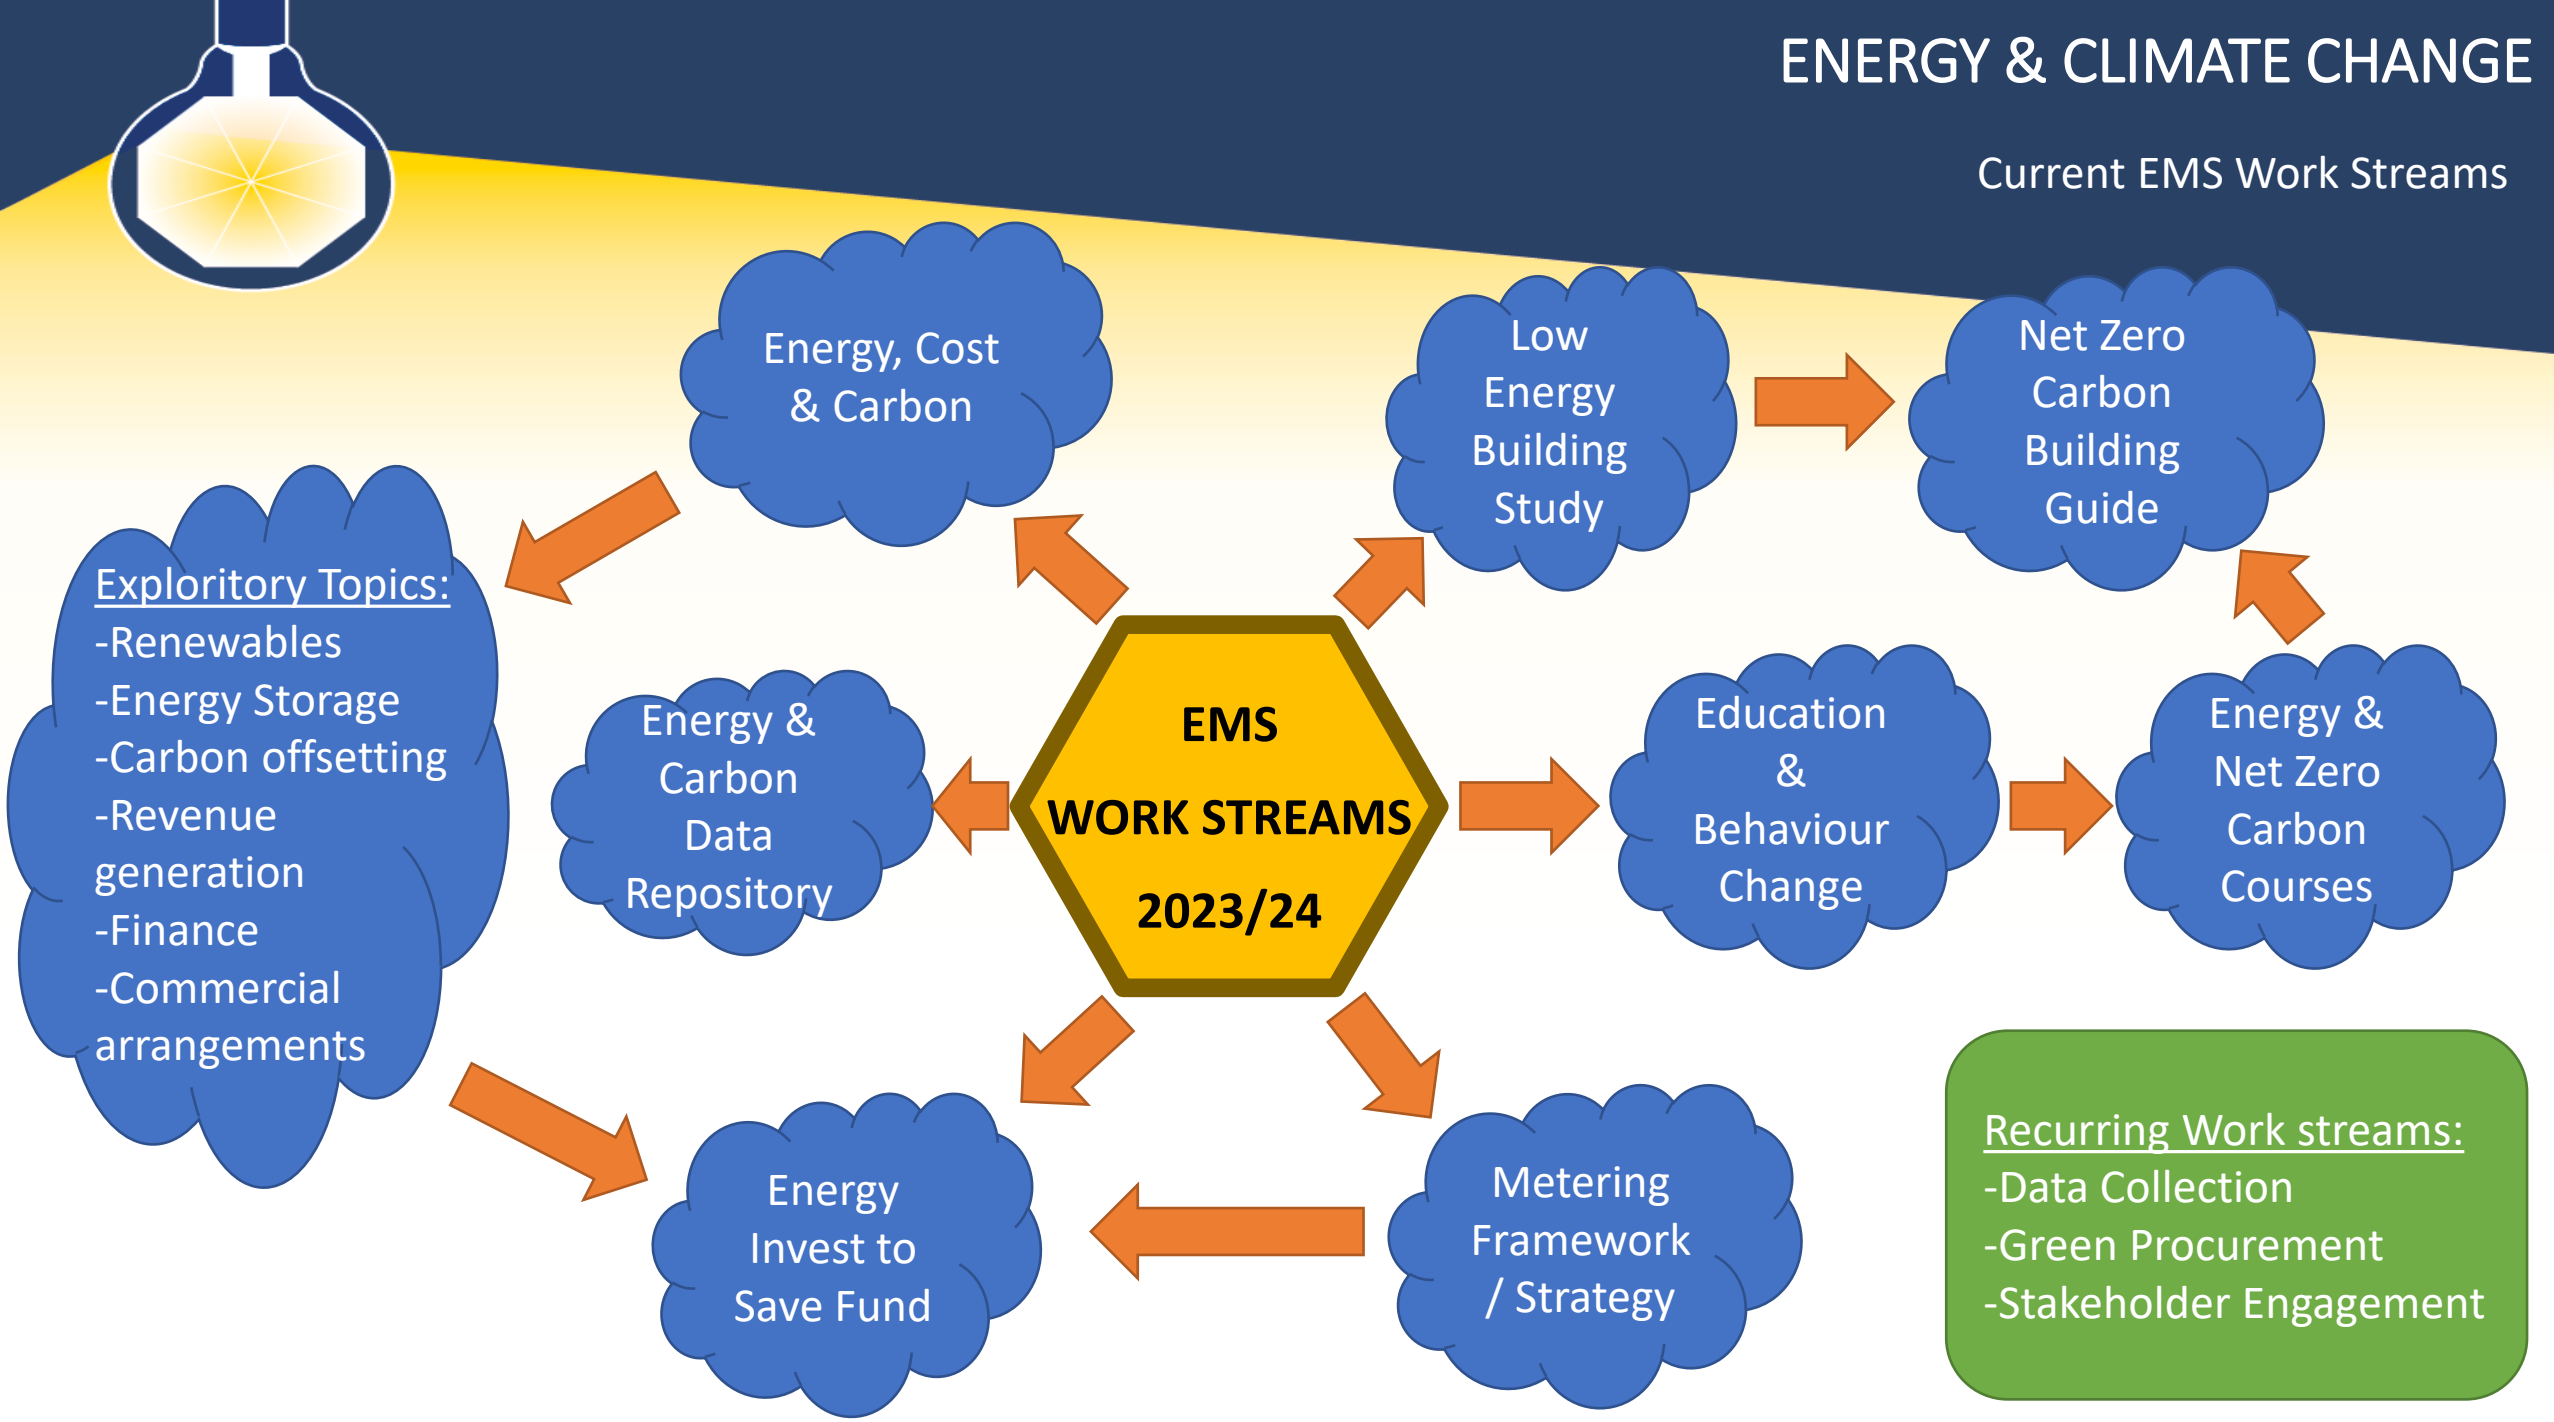 ENERGY & CLIMATE CHANGE
Current EMS Work Streams
Energy, Cost
& Carbon
Low
Energy
Building
Study
Net Zero
Carbon
Building
Guide
Exploritory Topics:
-Renewables
-Energy Storage
-Carbon offsetting
-Revenue
generation
-Finance
-Commercial
arrangements
Energy &
Carbon
Data
Repository
EMS
WORK STREAMS
2023/24
Education
&
Behaviour
Change
Energy &
Net Zero
Carbon
Courses
Energy
Invest to
Save Fund
Metering
Framework
/ Strategy
Recurring Work streams:
-Data Collection
-Green Procurement
-Stakeholder Engagement